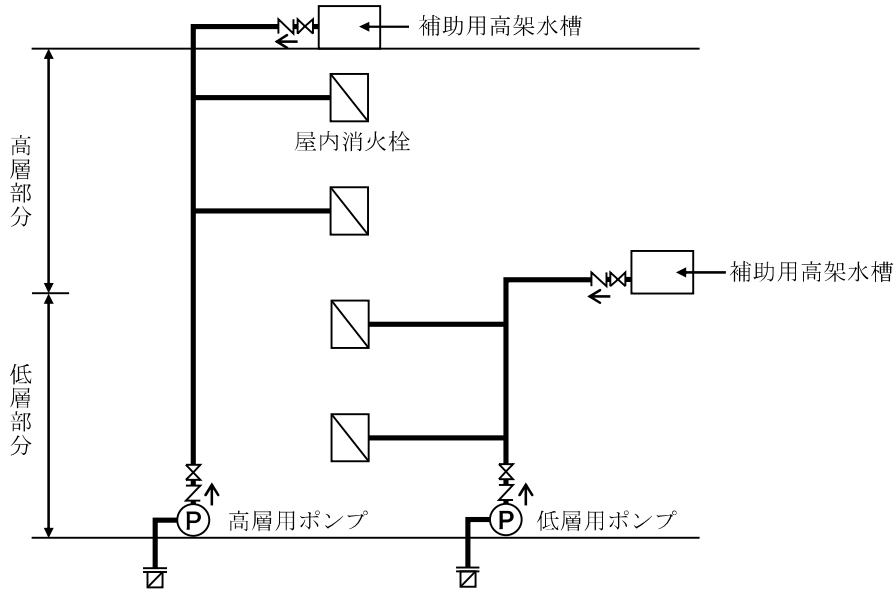 補助用高架水槽
屋内消火栓
高層部分
補助用高架水槽
低層部分
P 高層用ポンプ
P 低層用ポンプ